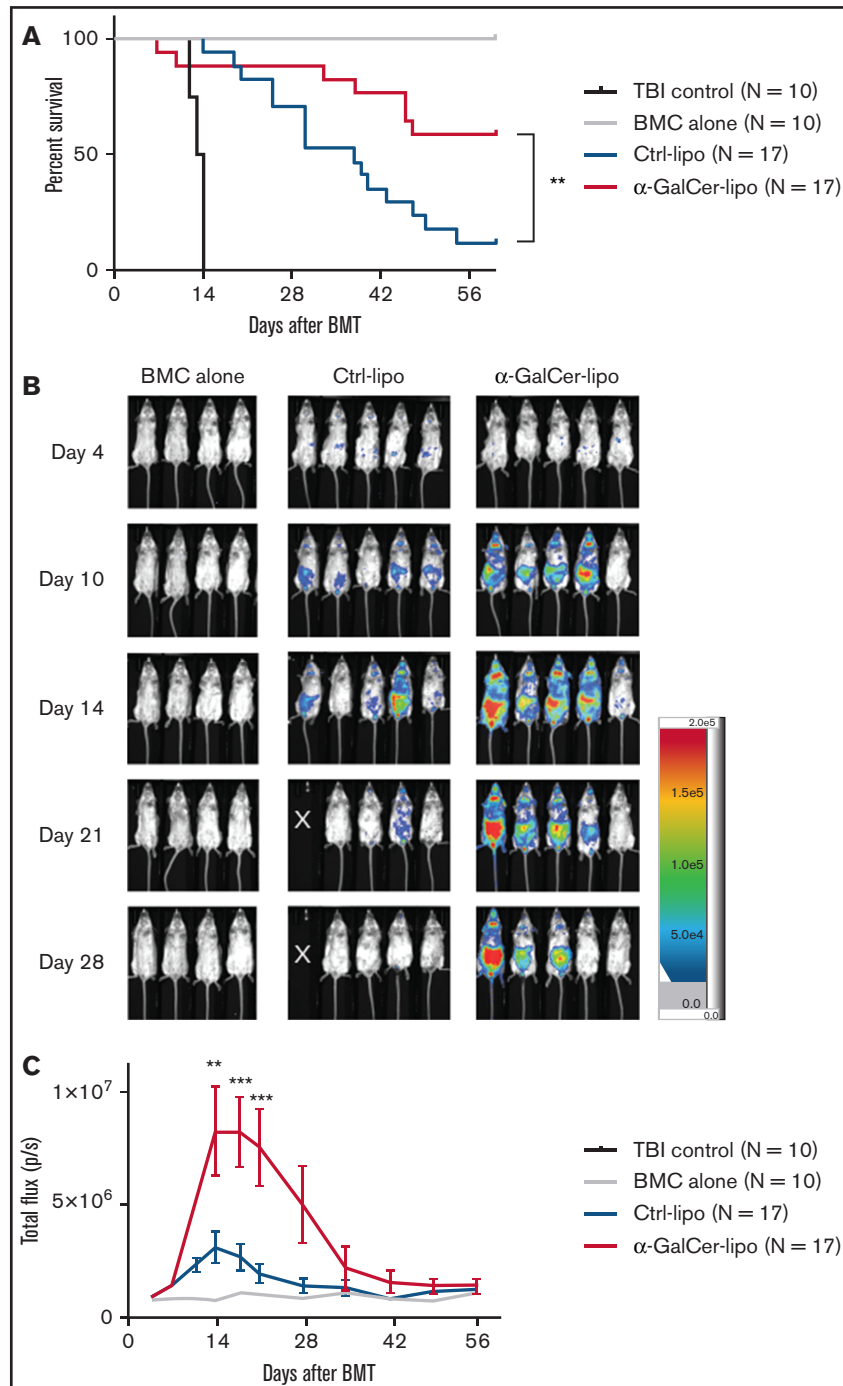 A
100
50
0
Percent survival
0 14 28 42 56
Days after BMT
TBI control (N = 10)
BMC alone (N = 10)
Ctrl-lipo (N = 17)
α-GalCer-lipo (N = 17)
**
B
BMC alone Ctrl-lipo α-GalCer-lipo
Day 4
Day 10
Day 14
Day 21
X
Day 28
X
2.0e5
1.5e5
1.0e5
5.0e4
0.0
0.0
C
1×10⁷
5×10⁶
0
Total flux (p/s)
** *** ***
0 14 28 42 56
Days after BMT
TBI control (N = 10)
BMC alone (N = 10)
Ctrl-lipo (N = 17)
α-GalCer-lipo (N = 17)